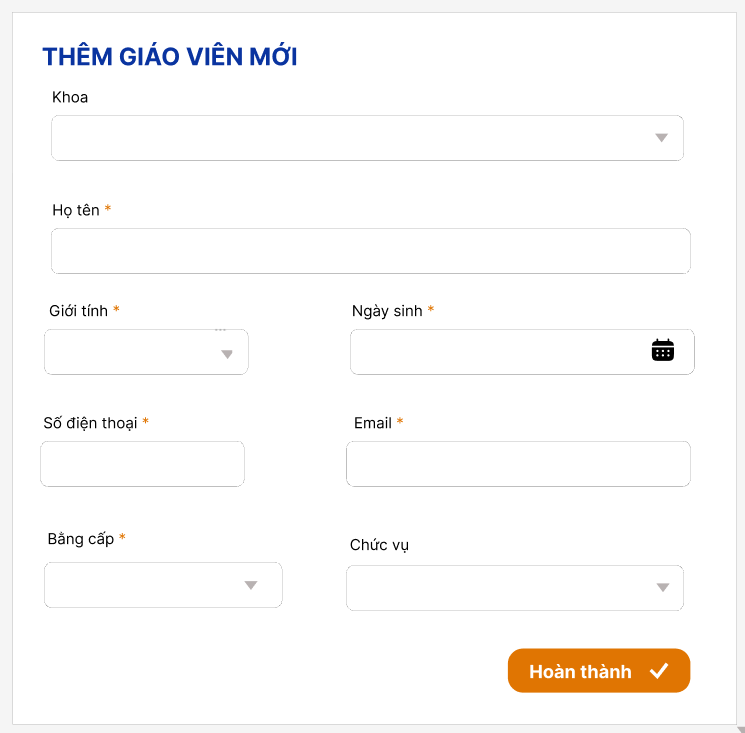 THÊM GIÁO VIÊN MỚI
Khoa
Họ tên *
Giới tính * Ngày sinh *
Số điện thoại * Email *
Bằng cấp *
Chức vụ
Hoàn thành